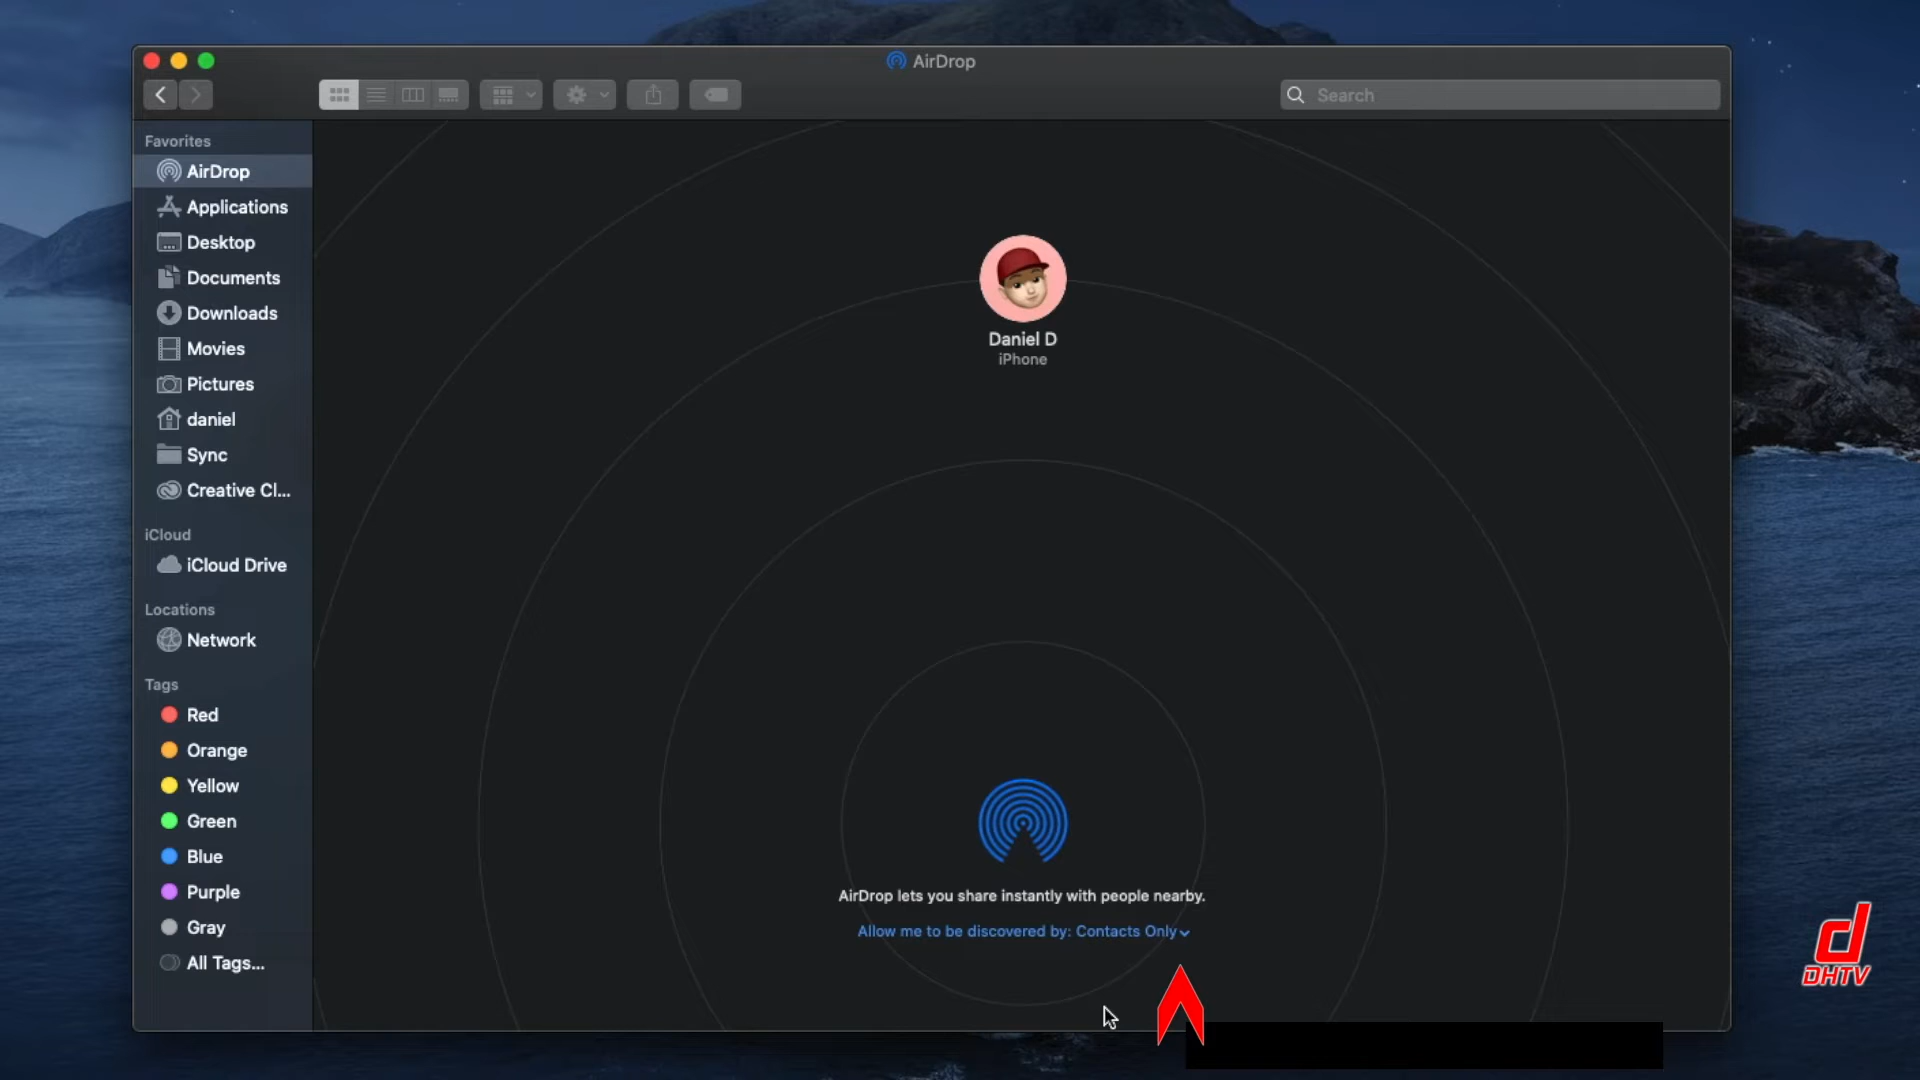 AirDrop
Search
Favorites
AirDrop
Applications
Desktop
Documents
Downloads
Movies
Pictures
daniel
Sync
Creative Cl...
iCloud
iCloud Drive
Locations
Network
Tags
Red
Orange
Yellow
Green
Blue
Purple
Gray
All Tags...
Daniel D
iPhone
AirDrop lets you share instantly with people nearby.
Allow me to be discovered by: Contacts Only
d
DHTV